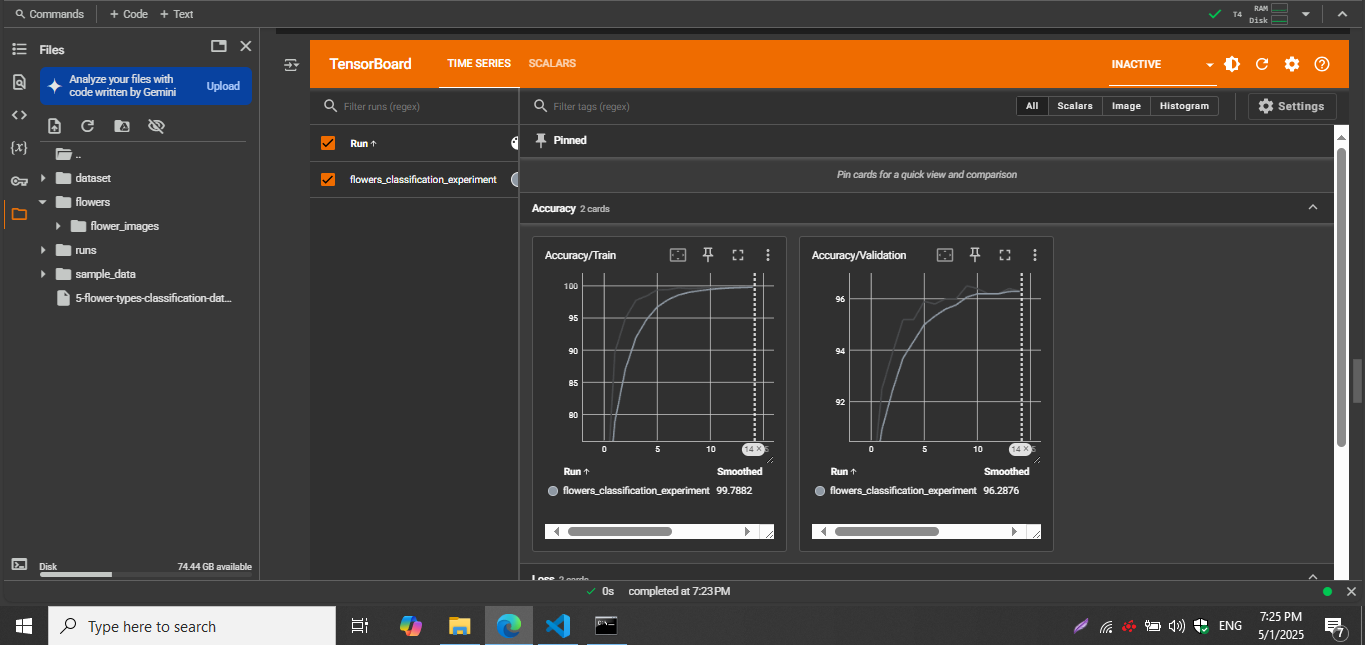 Commands + Code + Text
T4 RAM
Disk
Files
Analyze your files with
code written by Gemini
Upload
..
dataset
flowers
flower_images
runs
sample_data
5-flower-types-classification-dat...
Disk 74.44 GB available
TensorBoard TIME SERIES SCALARS INACTIVE
Filter runs (regex)
Run ↑
flowers_classification_experiment
Filter tags (regex)
All Scalars Image Histogram Settings
Pinned
Pin cards for a quick view and comparison
Accuracy 2 cards
Accuracy/Train
100
95
90
85
80
0 5 10 14 ×
Run ↑ Smoothed
flowers_classification_experiment 99.7882
Accuracy/Validation
96
94
92
0 5 10 14 ×
Run ↑ Smoothed
flowers_classification_experiment 96.2876
Loss 2 cards
0s completed at 7:23 PM
Type here to search
ENG
7:25 PM
5/1/2025
7